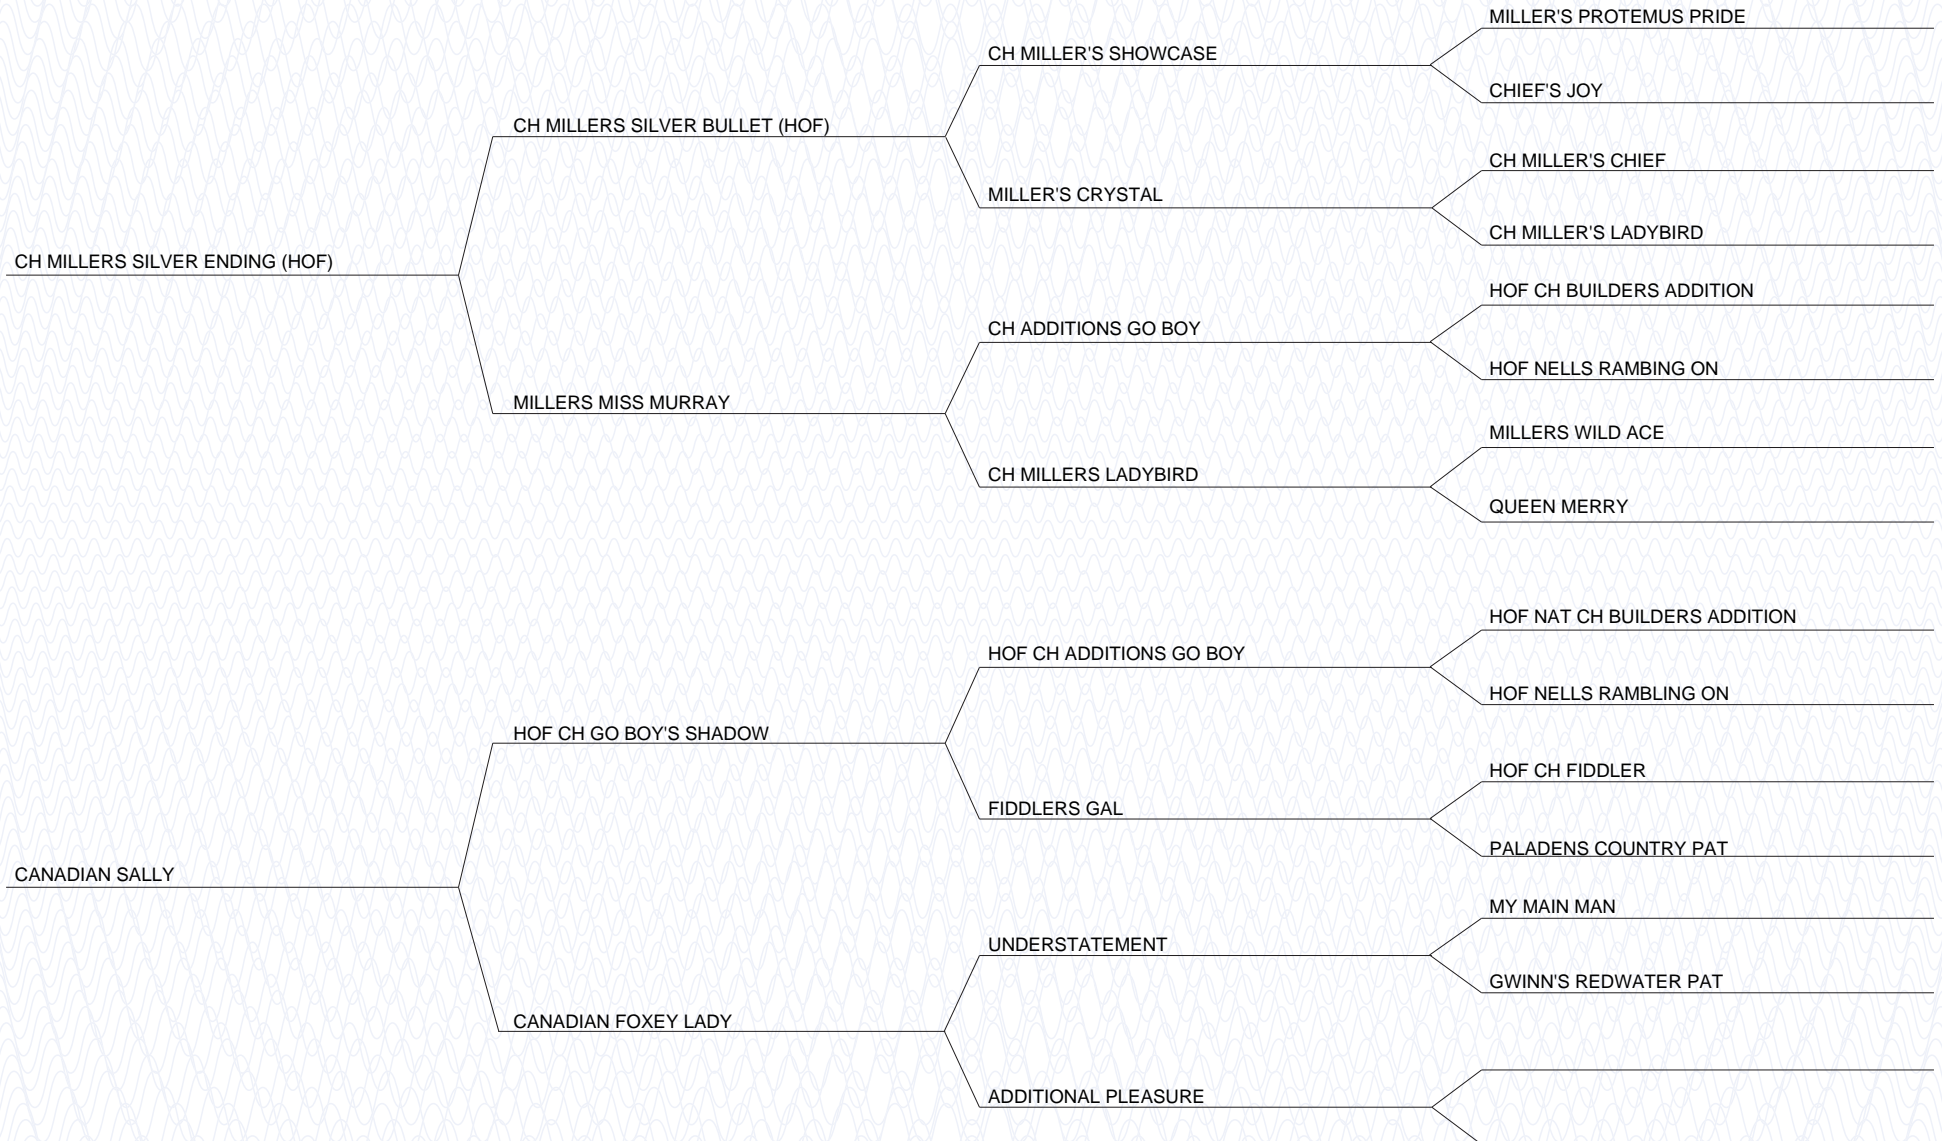 MILLER'S PROTEMUS PRIDE
CH MILLER'S SHOWCASE
CHIEF'S JOY
CH MILLERS SILVER BULLET (HOF)
CH MILLER'S CHIEF
MILLER'S CRYSTAL
CH MILLER'S LADYBIRD
CH MILLERS SILVER ENDING (HOF)
HOF CH BUILDERS ADDITION
CH ADDITIONS GO BOY
HOF NELLS RAMBING ON
MILLERS MISS MURRAY
MILLERS WILD ACE
CH MILLERS LADYBIRD
QUEEN MERRY
HOF NAT CH BUILDERS ADDITION
HOF CH ADDITIONS GO BOY
HOF NELLS RAMBLING ON
HOF CH GO BOY'S SHADOW
HOF CH FIDDLER
FIDDLERS GAL
PALADENS COUNTRY PAT
CANADIAN SALLY
MY MAIN MAN
UNDERSTATEMENT
GWINN'S REDWATER PAT
CANADIAN FOXEY LADY
ADDITIONAL PLEASURE